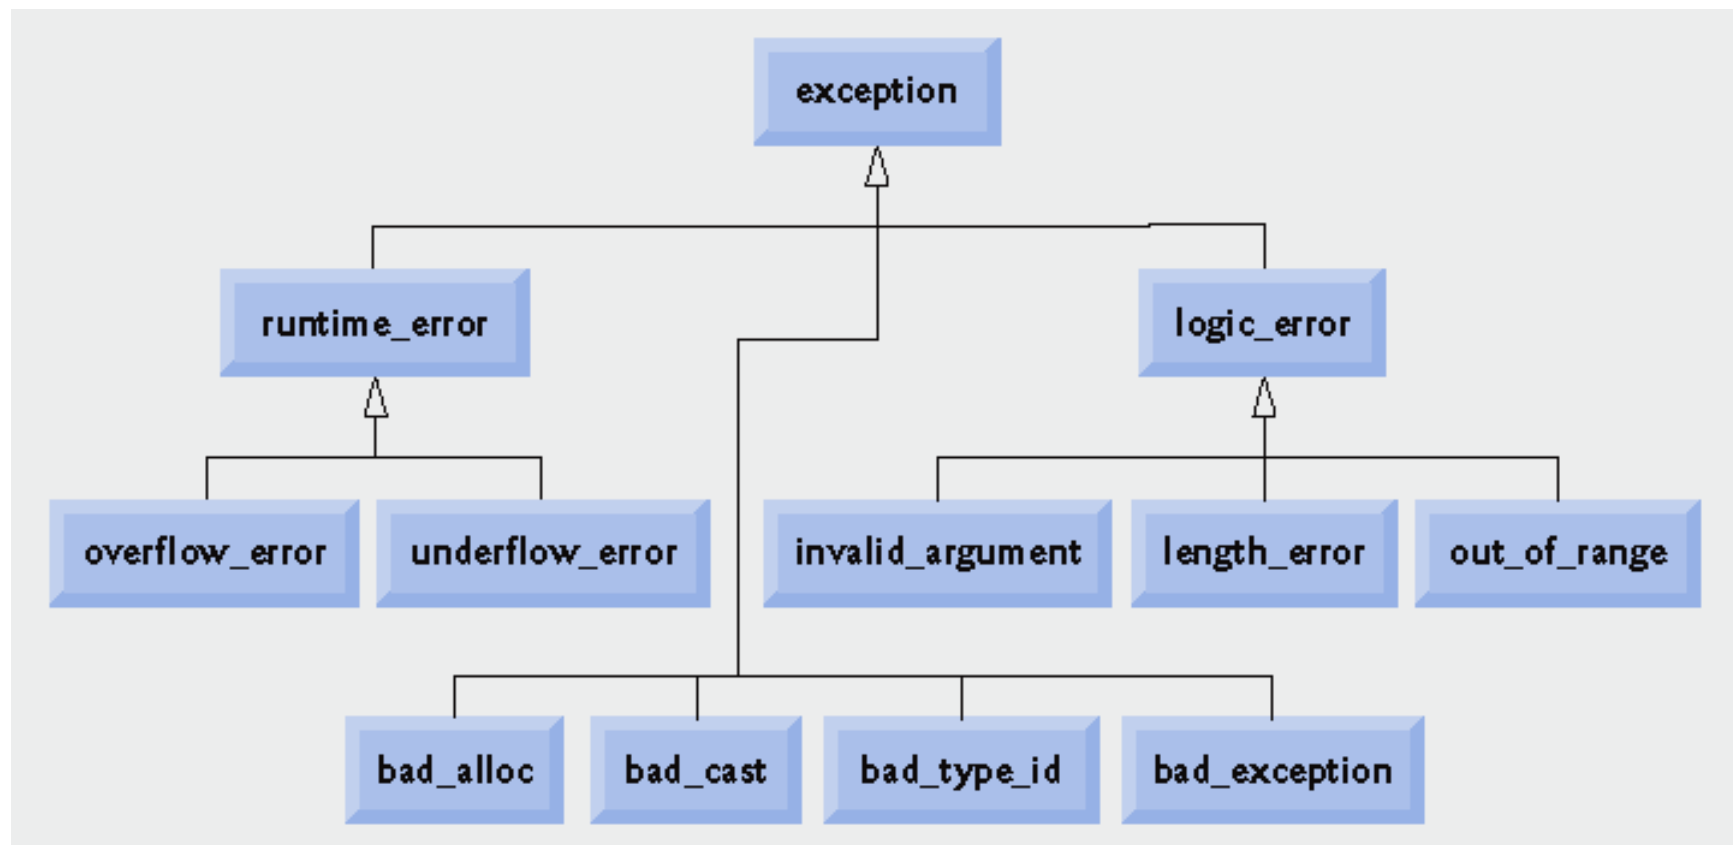 exception
runtime_error
logic_error
overflow_error
underflow_error
invalid_argument
length_error
out_of_range
bad_alloc
bad_cast
bad_type_id
bad_exception